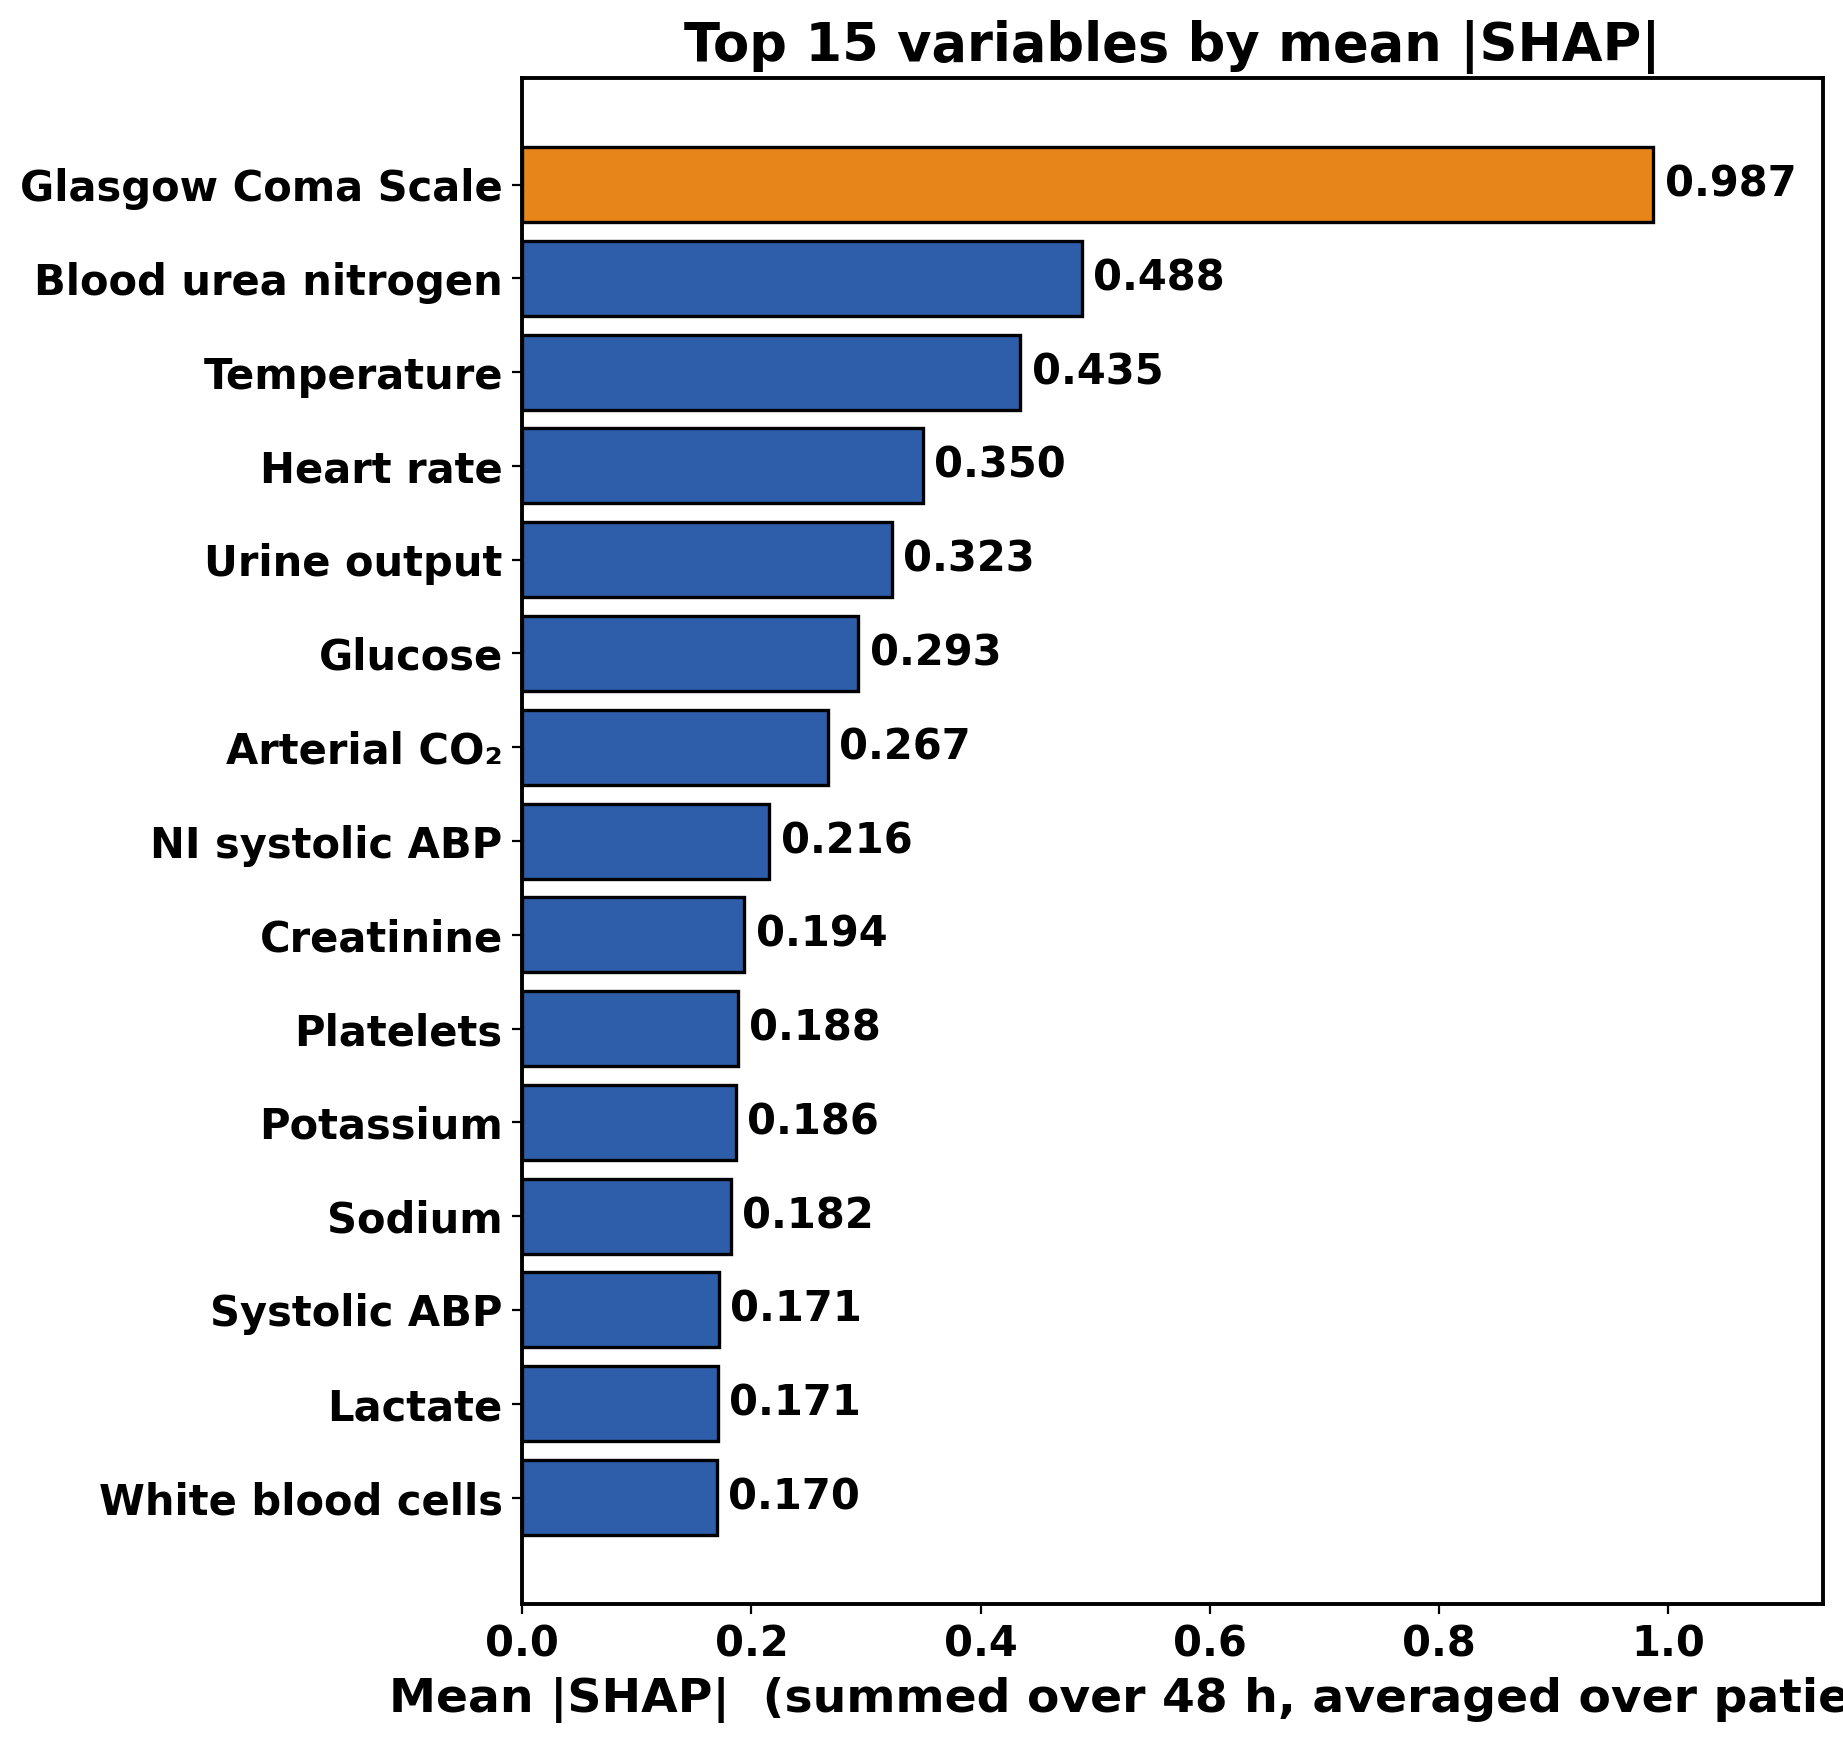 Top 15 variables by mean |SHAP|
Glasgow Coma Scale 0.987
Blood urea nitrogen 0.488
Temperature 0.435
Heart rate 0.350
Urine output 0.323
Glucose 0.293
Arterial CO₂ 0.267
NI systolic ABP 0.216
Creatinine 0.194
Platelets 0.188
Potassium 0.186
Sodium 0.182
Systolic ABP 0.171
Lactate 0.171
White blood cells 0.170
0.0 0.2 0.4 0.6 0.8 1.0
Mean |SHAP| (summed over 48 h, averaged over patie